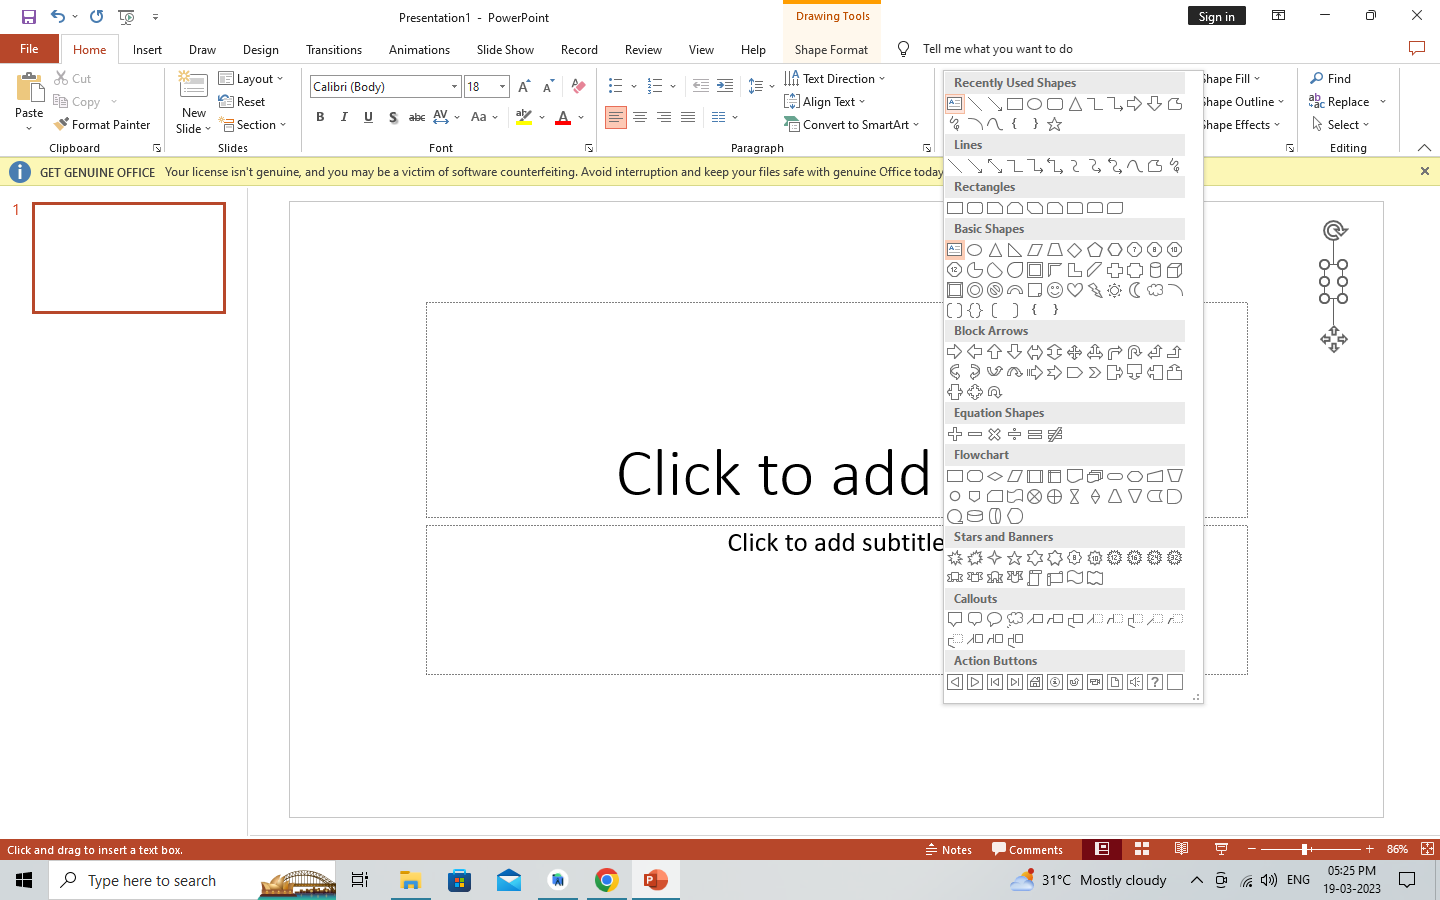 Presentation1 - PowerPoint
Drawing Tools
Sign in
File
Home
Insert
Draw
Design
Transitions
Animations
Slide Show
Record
Review
View
Help
Shape Format
Tell me what you want to do
Paste
Cut
Copy
Format Painter
Clipboard
New
Slide
Layout
Reset
Section
Slides
Calibri (Body)
18
B I U S abc AV Aa A
Font
Text Direction
Align Text
Convert to SmartArt
Paragraph
Shape Fill
Shape Outline
Shape Effects
Find
Replace
Select
Editing
GET GENUINE OFFICE Your license isn't genuine, and you may be a victim of software counterfeiting. Avoid interruption and keep your files safe with genuine Office today
Recently Used Shapes
Lines
Rectangles
Basic Shapes
Block Arrows
Equation Shapes
Flowchart
Stars and Banners
Callouts
Action Buttons
1
Click to add
Click to add subtitle
Click and drag to insert a text box.
Notes
Comments
86%
Type here to search
31°C Mostly cloudy
ENG
05:25 PM
19-03-2023